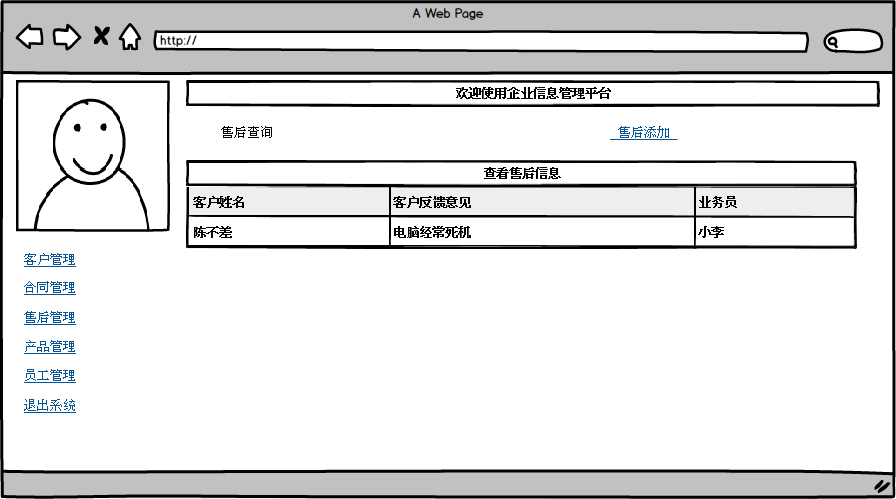 A Web Page
http://
欢迎使用企业信息管理平台
售后查询 售后添加
查看售后信息
客户姓名 客户反馈意见 业务员
陈不差 电脑经常死机 小李
客户管理
合同管理
售后管理
产品管理
员工管理
退出系统